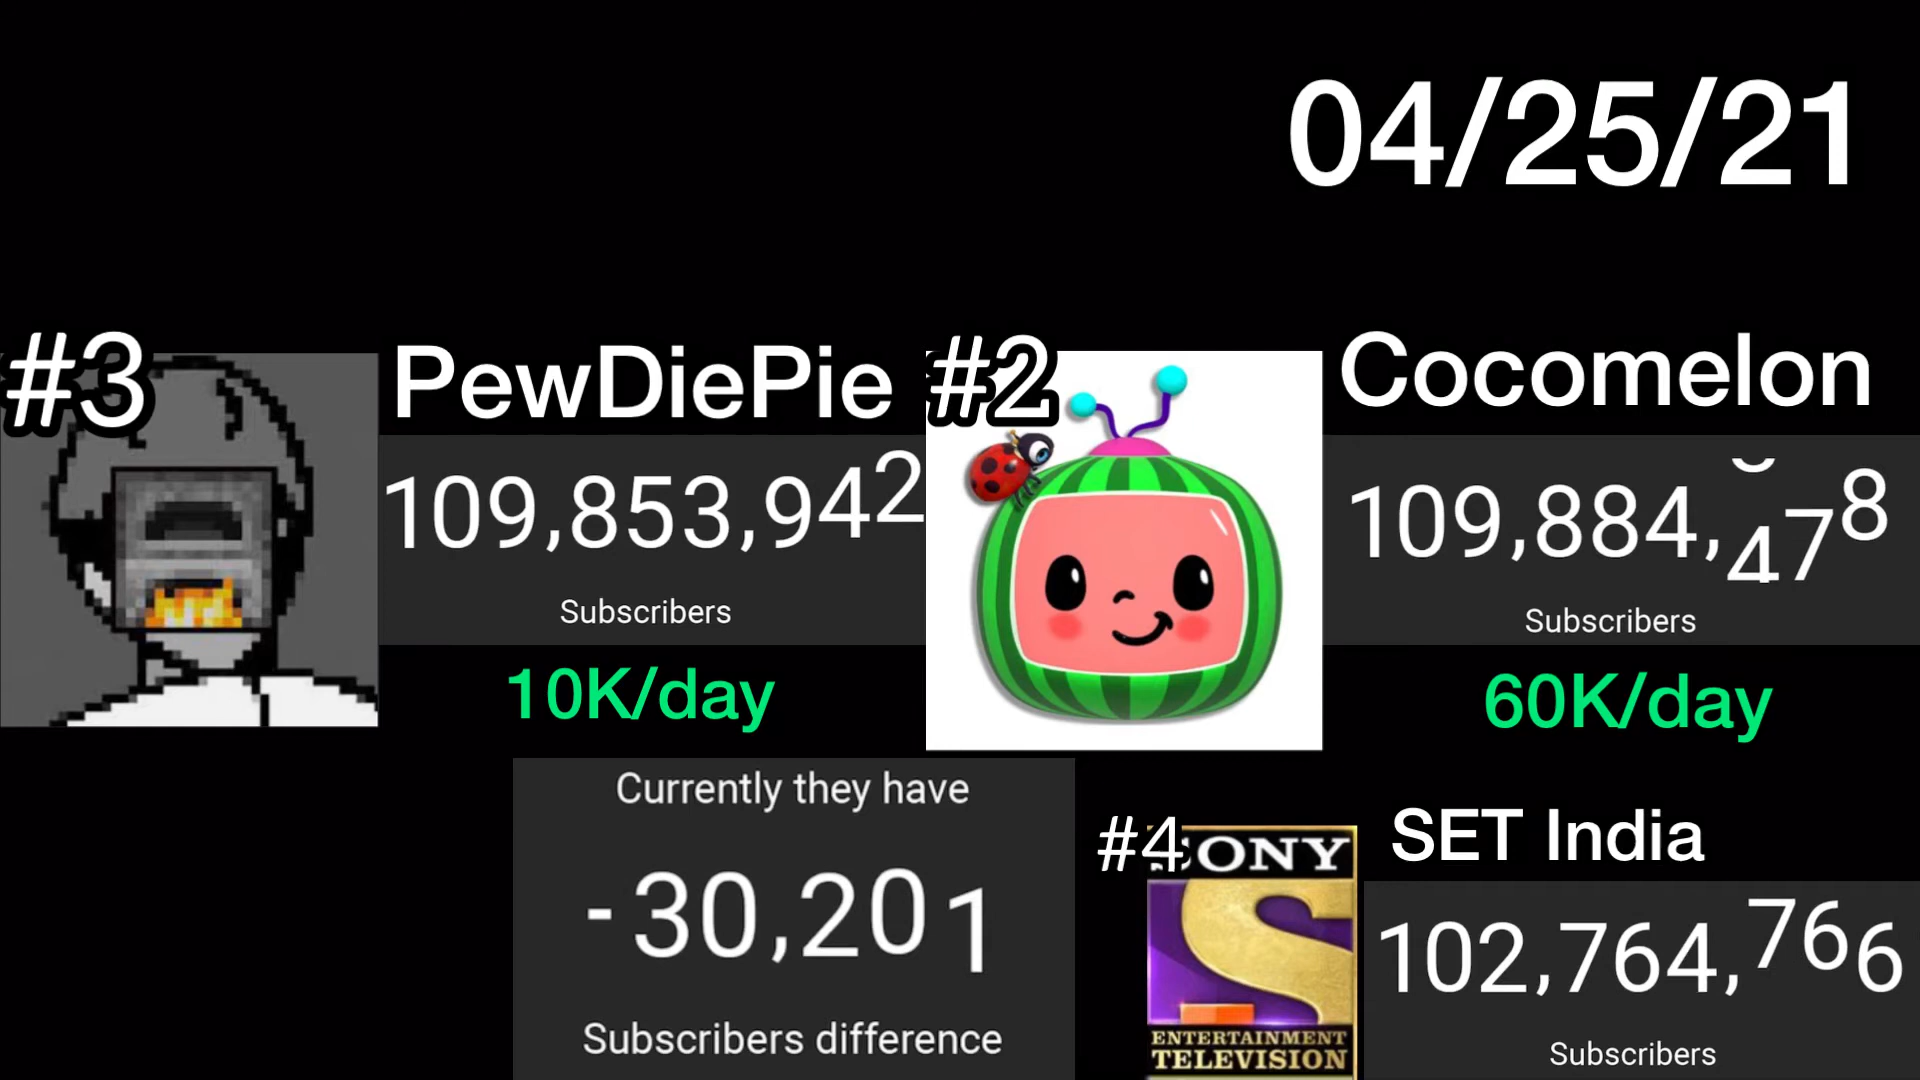 04/25/21
#3
PewDiePie
109,853,942
Subscribers
10K/day
#2
Cocomelon
109,884,478
Subscribers
60K/day
Currently they have
-30,201
Subscribers difference
#4
SONY
ENTERTAINMENT
TELEVISION
SET India
102,764,766
Subscribers